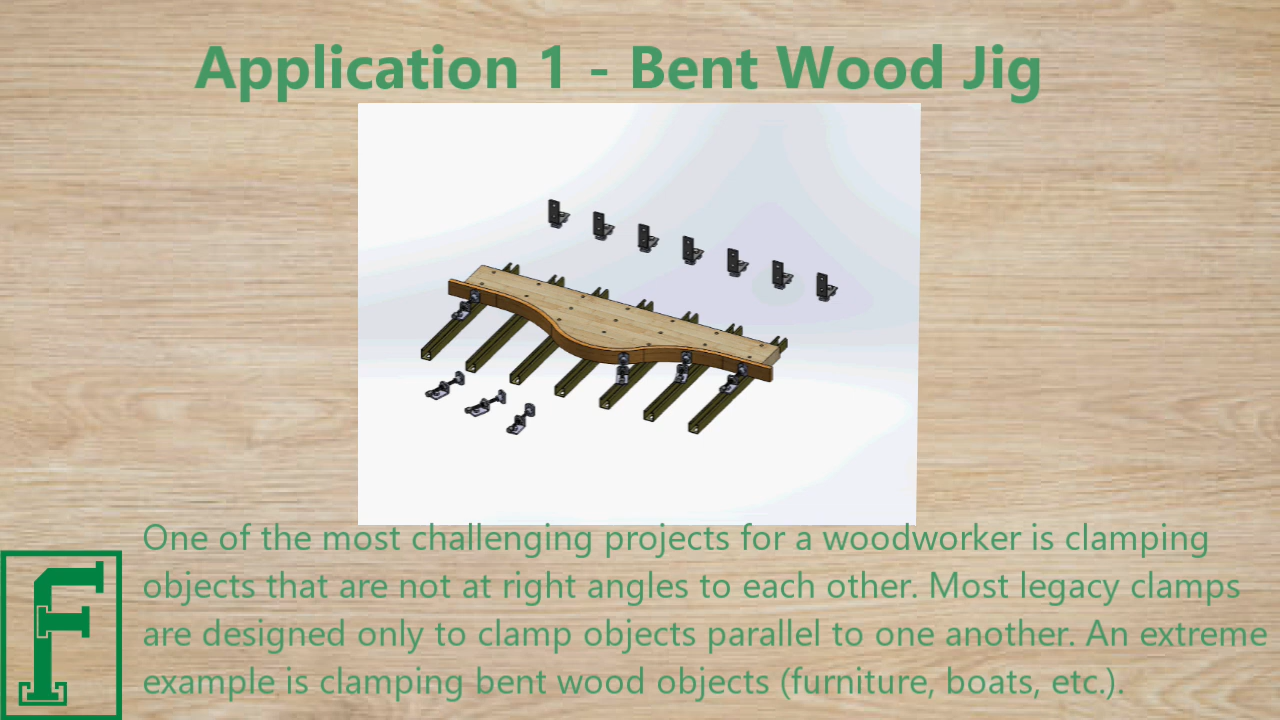 Application 1 - Bent Wood Jig
One of the most challenging projects for a woodworker is clamping
objects that are not at right angles to each other. Most legacy clamps
are designed only to clamp objects parallel to one another. An extreme
example is clamping bent wood objects (furniture, boats, etc.).
F